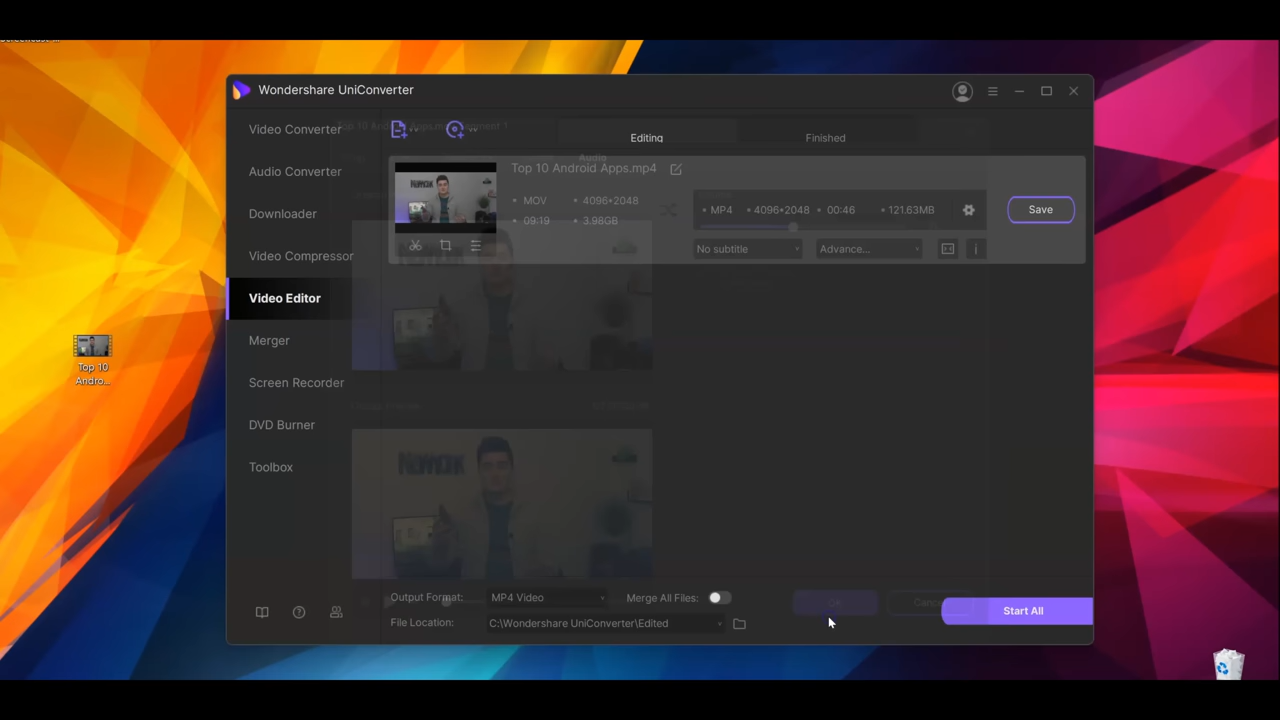 Wondershare UniConverter
Video Converter
Audio Converter
Downloader
Video Compressor
Video Editor
Merger
Screen Recorder
DVD Burner
Toolbox
Editing
Finished
Audio
Top 10 Android Apps.mp4
MOV
4096*2048
09:19
3.98GB
MP4
4096*2048
00:46
121.63MB
Save
No subtitle
Advance...
Output Format:
MP4 Video
Merge All Files:
File Location:
C:\Wondershare UniConverter\Edited
Start All
Top 10
Andro...